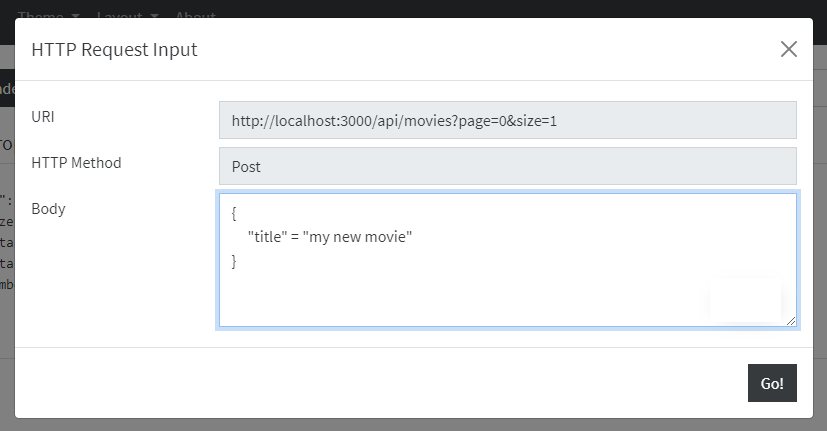 Theme Layout About
HTTP Request Input
URI
http://localhost:3000/api/movies?page=0&size=1
HTTP Method
Post
Body
{
"title" = "my new movie"
}
Go!